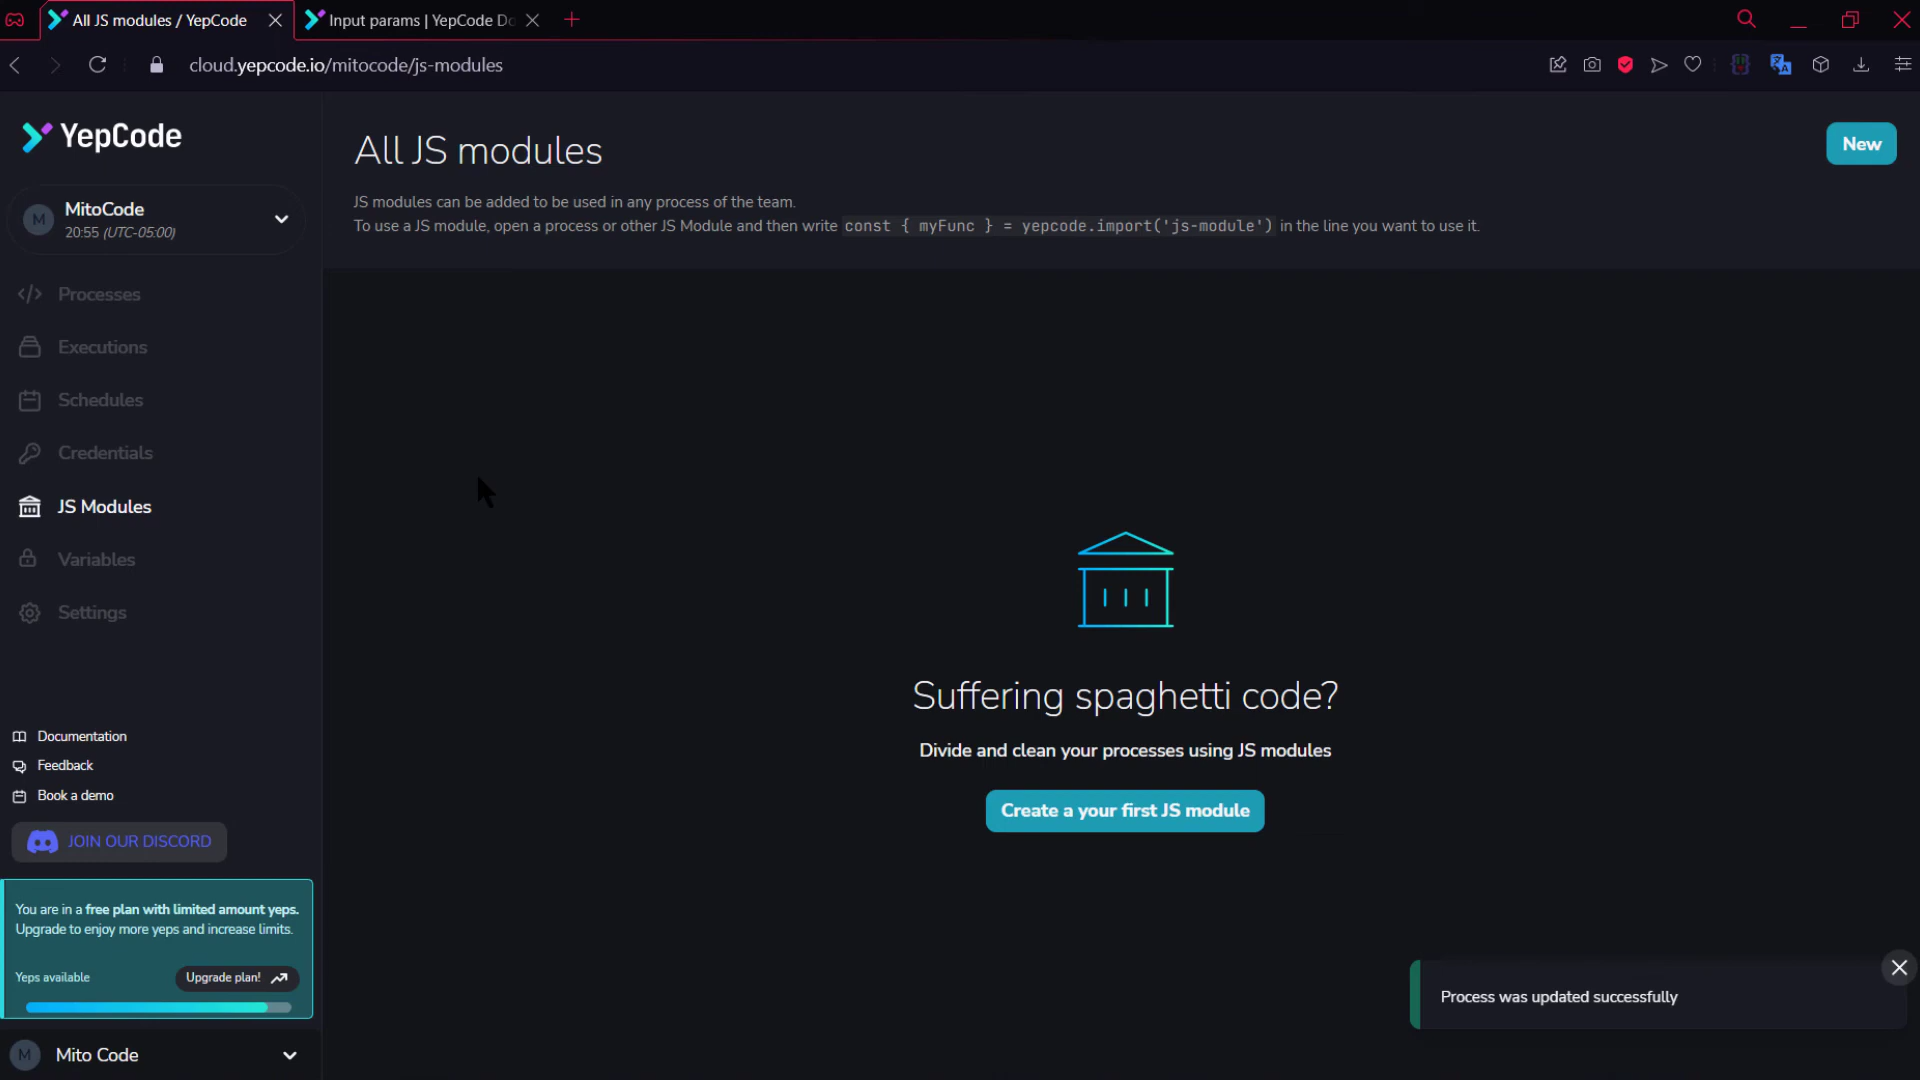 All JS modules / YepCode
Input params | YepCode Do
cloud.yepcode.io/mitocode/js-modules
YepCode
M
MitoCode
20:55 (UTC-05:00)
Processes
Executions
Schedules
Credentials
JS Modules
Variables
Settings
Documentation
Feedback
Book a demo
JOIN OUR DISCORD
You are in a free plan with limited amount yeps.
Upgrade to enjoy more yeps and increase limits.
Yeps available
Upgrade plan!
M
Mito Code
All JS modules
New
JS modules can be added to be used in any process of the team.
To use a JS module, open a process or other JS Module and then write const { myFunc } = yepcode.import('js-module') in the line you want to use it.
Suffering spaghetti code?
Divide and clean your processes using JS modules
Create a your first JS module
Process was updated successfully